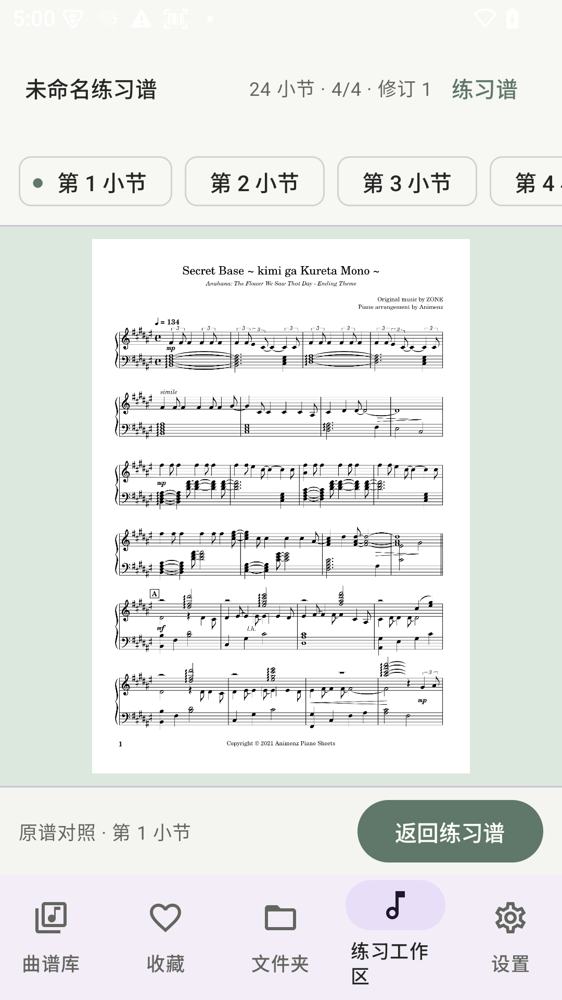 5:00
未命名练习谱
24 小节 · 4/4 · 修订 1
练习谱
第 1 小节
第 2 小节
第 3 小节
第 4
Secret Base ~ kimi ga Kureta Mono ~
Anahana: The Flower We Saw That Day - Ending Theme
Original music by ZONE
Piano arrangement by Animenz
♩ = 134
3 3 3 3 3 3 3 3 3 3
mp
simile
mp
A
mf
l.h.
3
mp
1
Copyright © 2021 Animenz Piano Sheets
原谱对照 · 第 1 小节
返回练习谱
曲谱库
收藏
文件夹
练习工作
区
设置